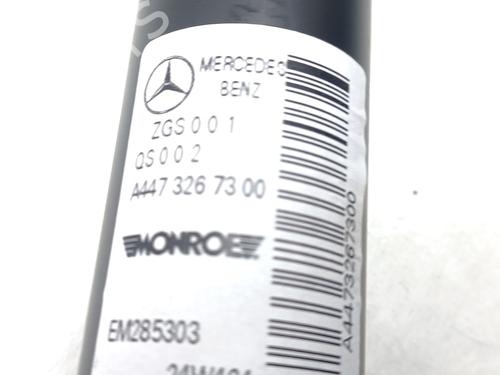 MERCEDES
BENZ
ZGS 0 0 1
QS 0 0 2
A447 326 73 00
MONROE
EM285303
A4473267300